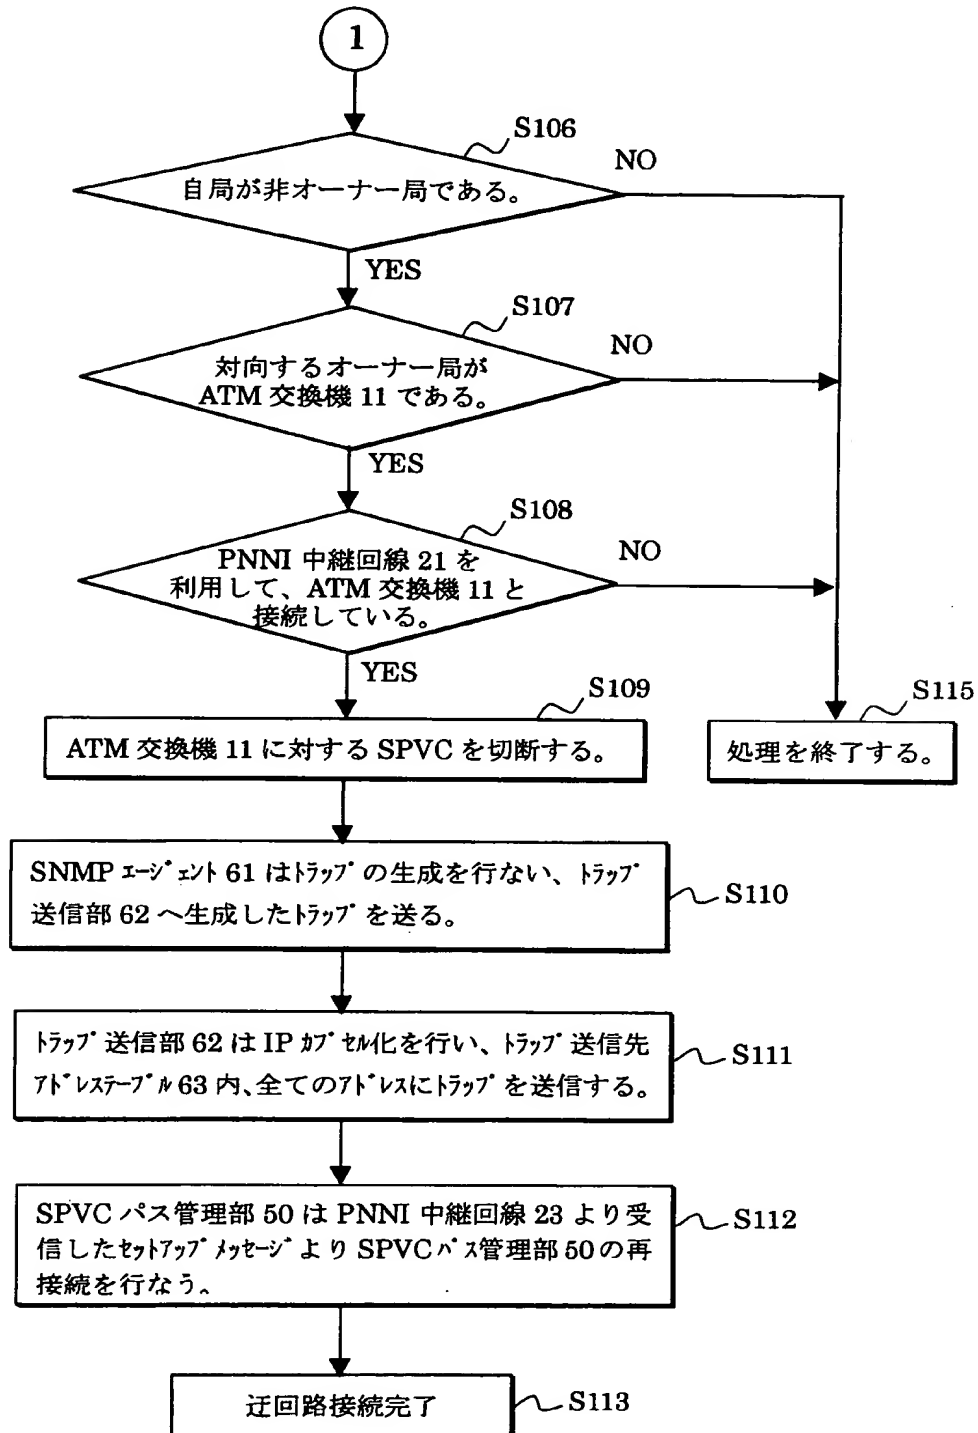 1
S106
自局が非オーナー局である。
NO
YES
S107
対向するオーナー局が
ATM 交換機 11 である。
NO
YES
S108
PNNI 中継回線 21 を
利用して、ATM 交換機 11 と
接続している。
NO
YES
S109
ATM 交換機 11 に対する SPVC を切断する。
S115
処理を終了する。
SNMP ｴｰｼﾞｪﾝﾄ 61 はﾄﾗｯﾌﾟの生成を行ない、ﾄﾗｯﾌﾟ
送信部 62 へ生成したﾄﾗｯﾌﾟを送る。
S110
ﾄﾗｯﾌﾟ送信部 62 は IP ｶﾌﾟｾﾙ化を行い、ﾄﾗｯﾌﾟ送信先
ｱﾄﾞﾚｽﾃｰﾌﾞﾙ 63 内、全てのｱﾄﾞﾚｽにﾄﾗｯﾌﾟを送信する。
S111
SPVC パス管理部 50 は PNNI 中継回線 23 より受
信したｾｯﾄｱｯﾌﾟﾒｯｾｰｼﾞより SPVC ﾊﾟｽ管理部 50 の再
接続を行なう。
S112
迂回路接続完了
S113